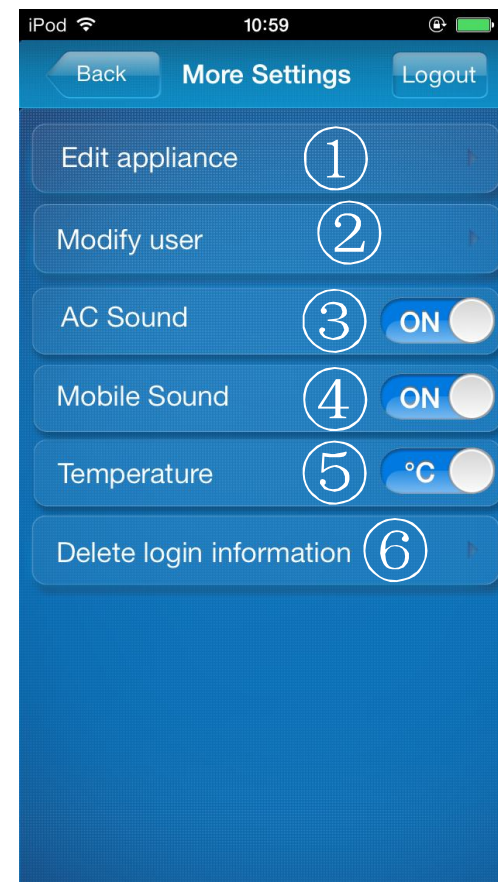 iPod 10:59
Back More Settings Logout
Edit appliance ①
Modify user ②
AC Sound ③ ON
Mobile Sound ④ ON
Temperature ⑤ °C
Delete login information ⑥